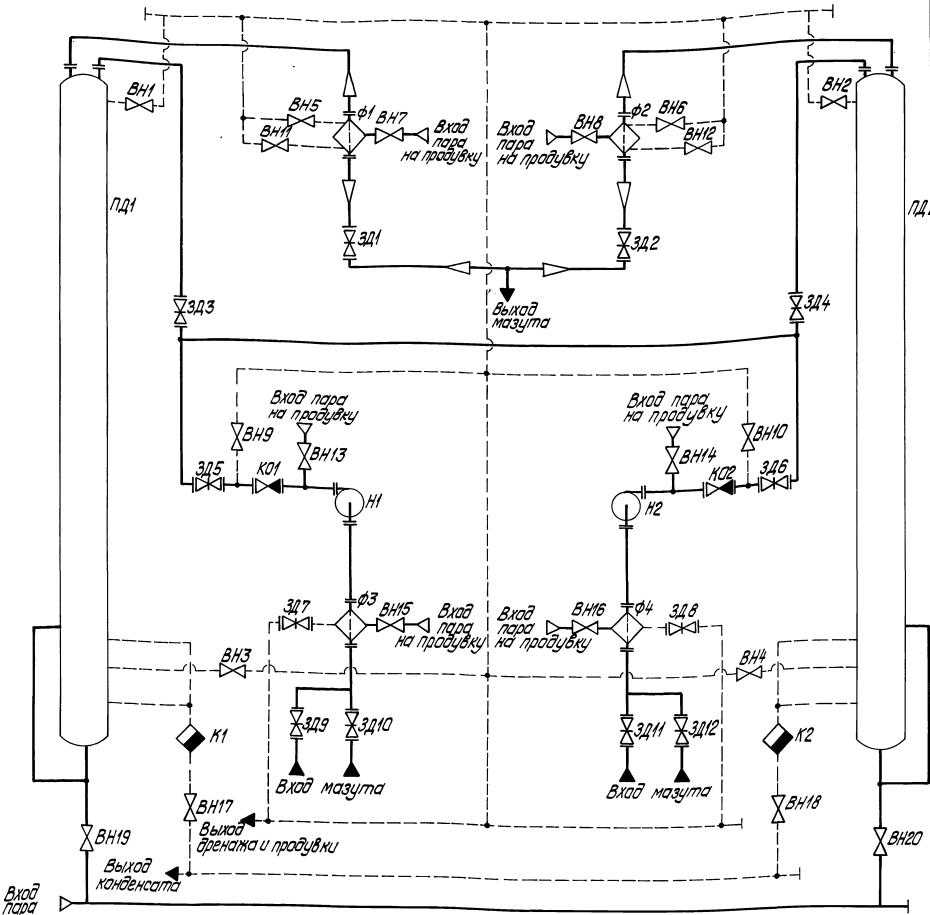 ВН1
ВН5
Ф1
ВН7
ВН11
Вход
пара
на продувку
Вход
пара
на продувку
ВН8
Ф2
ВН6
ВН12
ВН2
ПД1
ЗД1
ЗД2
Выход
мазута
ЗД3
ЗД4
ВН9
Вход пара
на продувку
ВН13
Вход пара
на продувку
ВН14
ВН10
ЗД5
КО1
Н1
Н2
КО2
ЗД6
ЗД7
Ф3
ВН15
Вход
пара
на продувку
Вход
пара
на продувку
ВН16
Ф4
ЗД8
ВН3
ВН4
К1
ЗД9
ЗД10
Вход мазута
ЗД11
ЗД12
Вход мазута
К2
ВН17
ВН18
ВН19
ВН20
Выход
дренажа и продувки
Выход
конденсата
Вход
пара